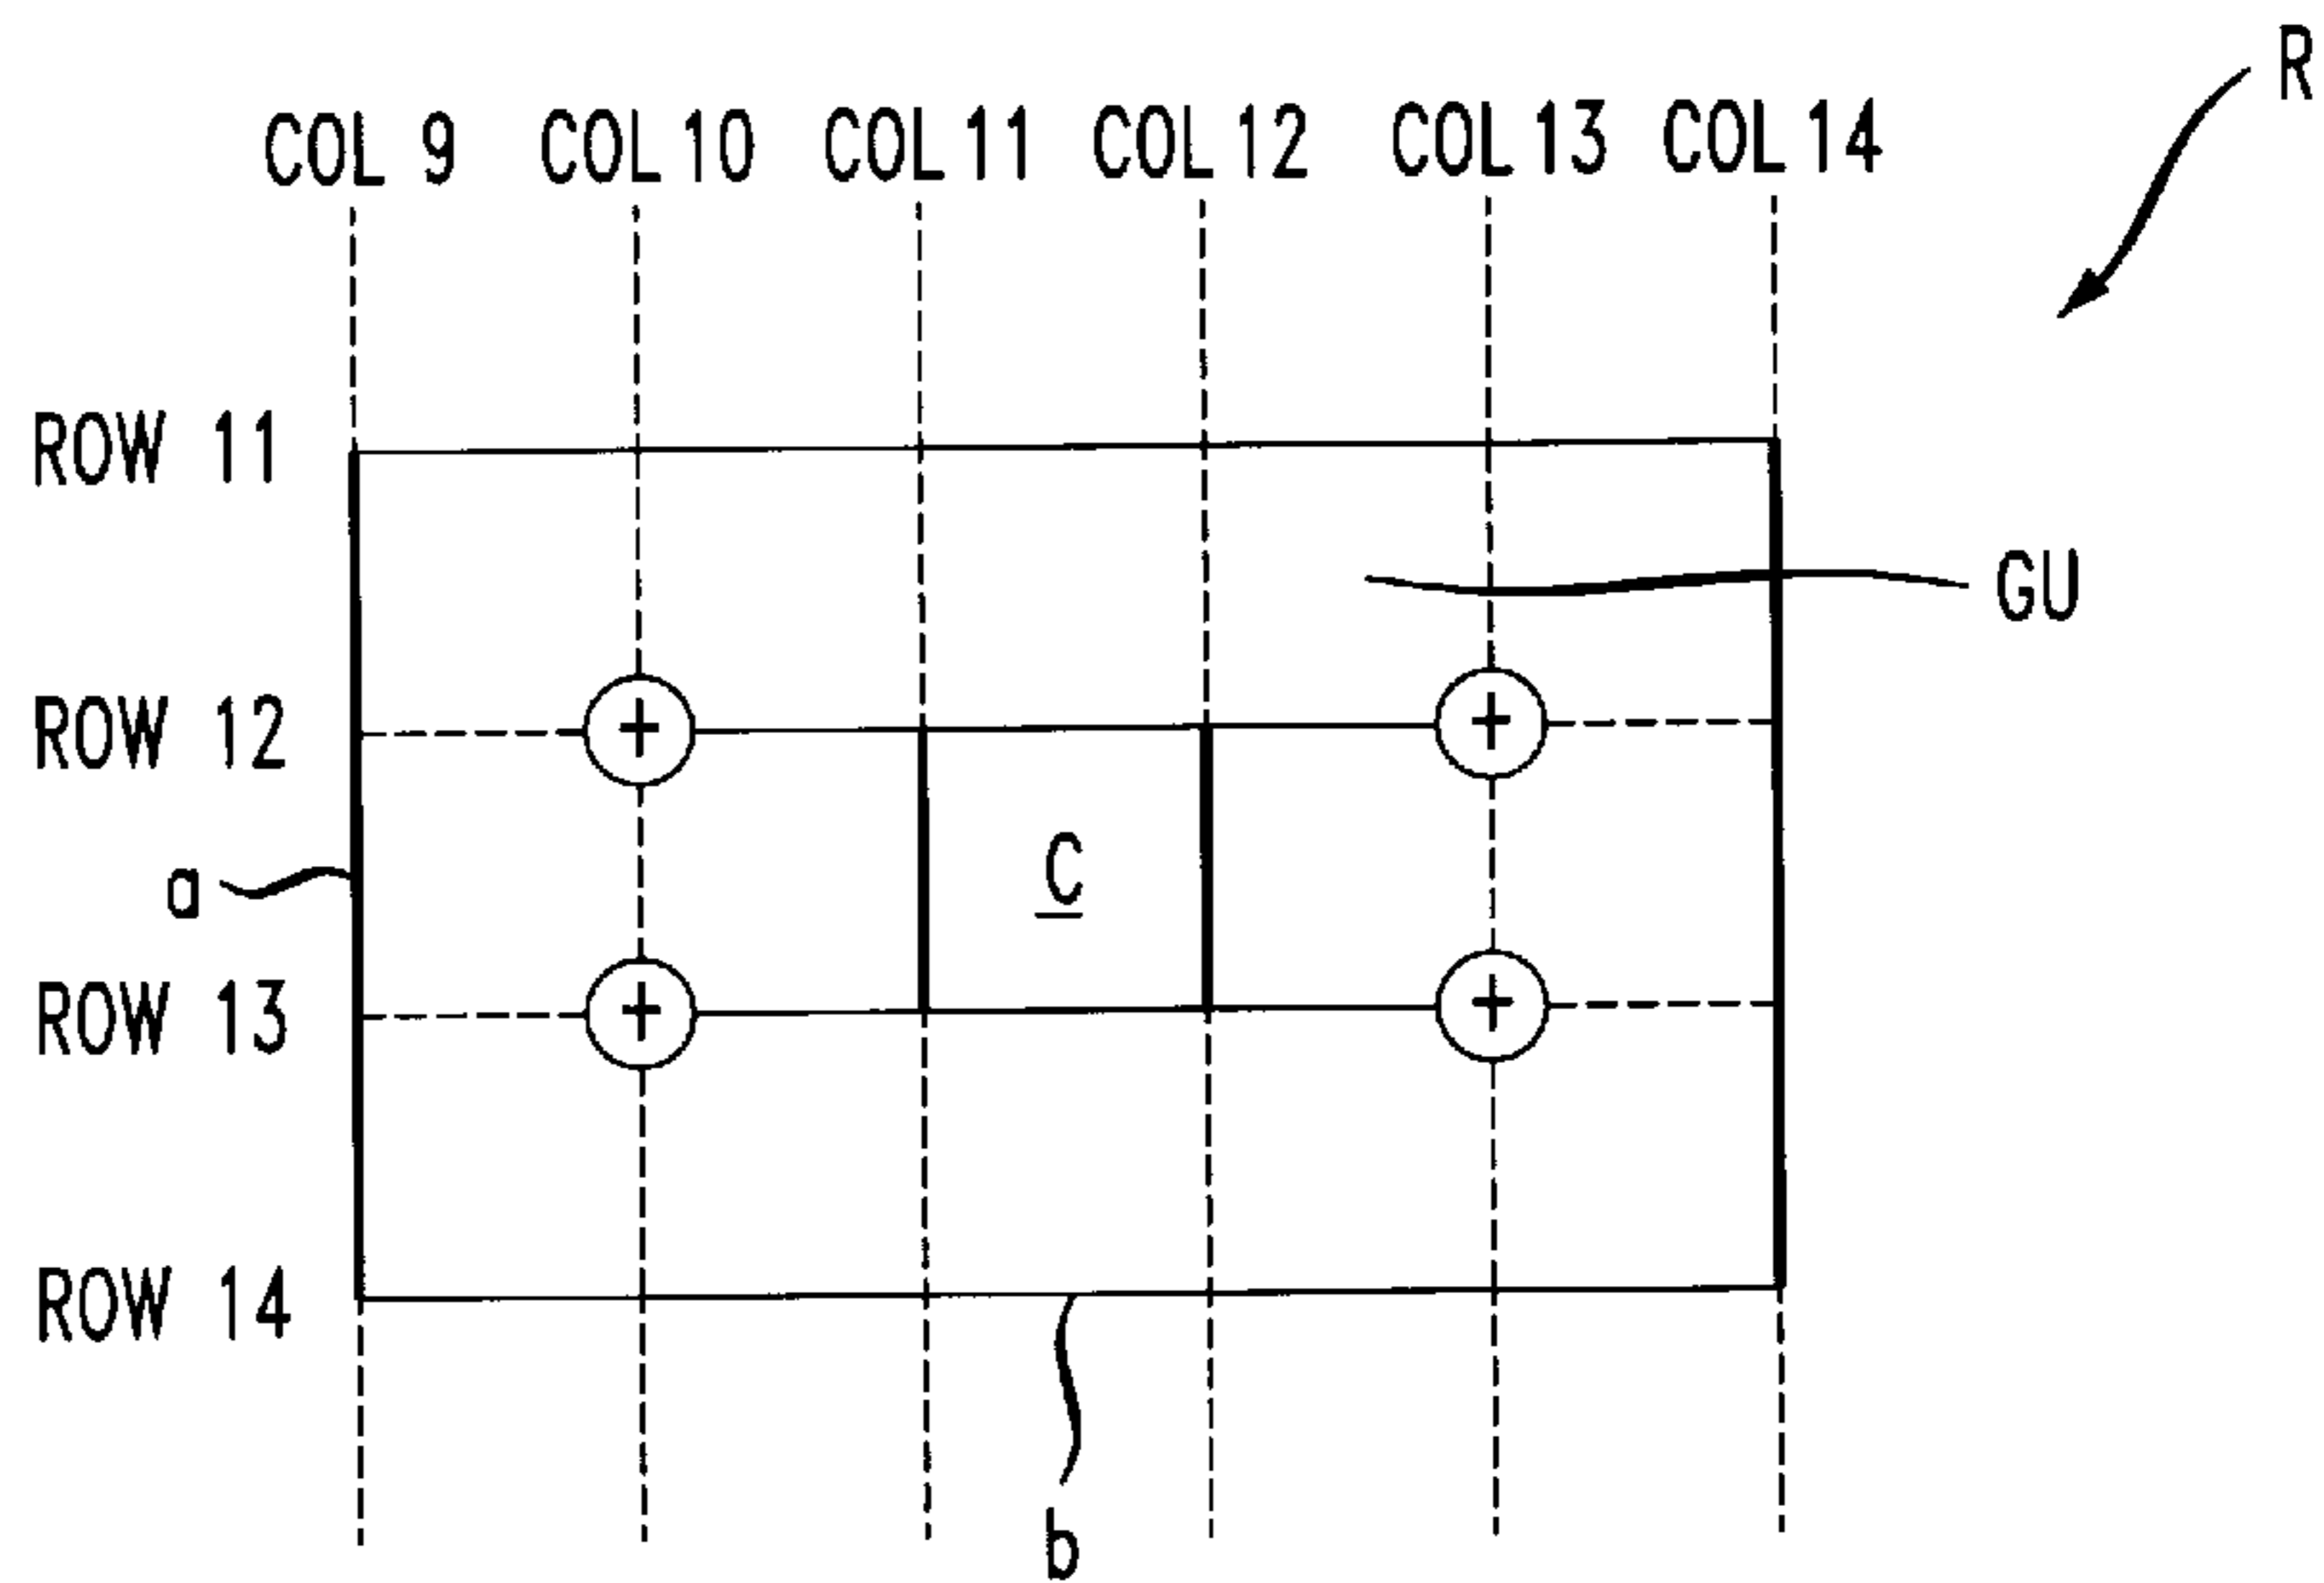 R
COL 9 COL 10 COL 11 COL 12 COL 13 COL 14
ROW 11
GU
ROW 12
+ +
C
a
ROW 13
+ +
ROW 14
b